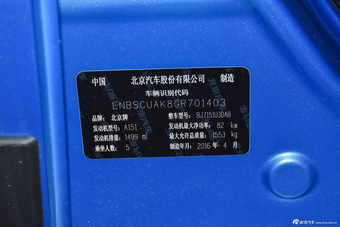 中国 北京汽车股份有限公司 制造
车辆识别代码
ENBSCUAK8GR701403
品牌： 北京牌 整车型号： BJ7151U3DAB
发动机型号： A151 发动机最大净功率： 82 kw
发动机排量： 1499 ml 最大允许总质量： 1553 kg
乘坐人数： 5 制造年月： 2016 年 4 月